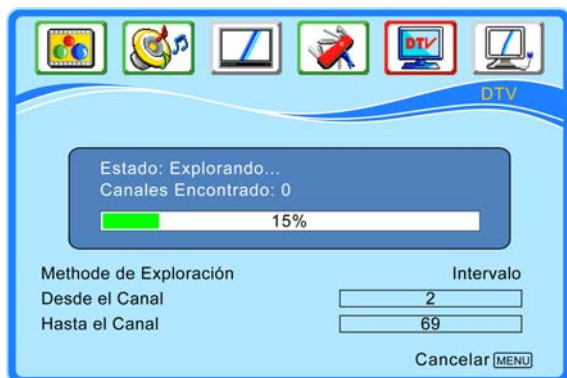 DTV
DTV
Estado: Explorando...
Canales Encontrado: 0
15%
Methode de Exploración Intervalo
Desde el Canal 2
Hasta el Canal 69
Cancelar MENU